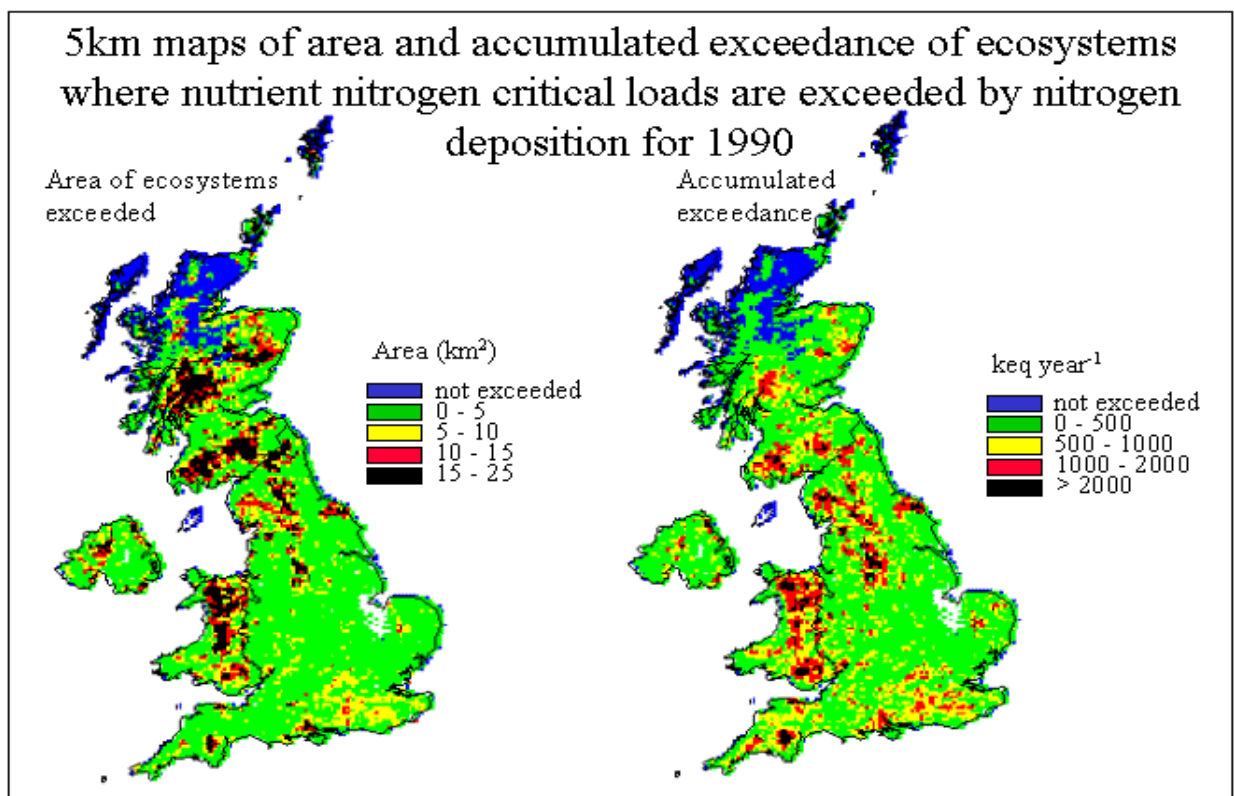 5km maps of area and accumulated exceedance of ecosystems
where nutrient nitrogen critical loads are exceeded by nitrogen
deposition for 1990
Area of ecosystems
exceeded
Area (km²)
not exceeded
0 - 5
5 - 10
10 - 15
15 - 25
Accumulated
exceedance
keq year⁻¹
not exceeded
0 - 500
500 - 1000
1000 - 2000
> 2000